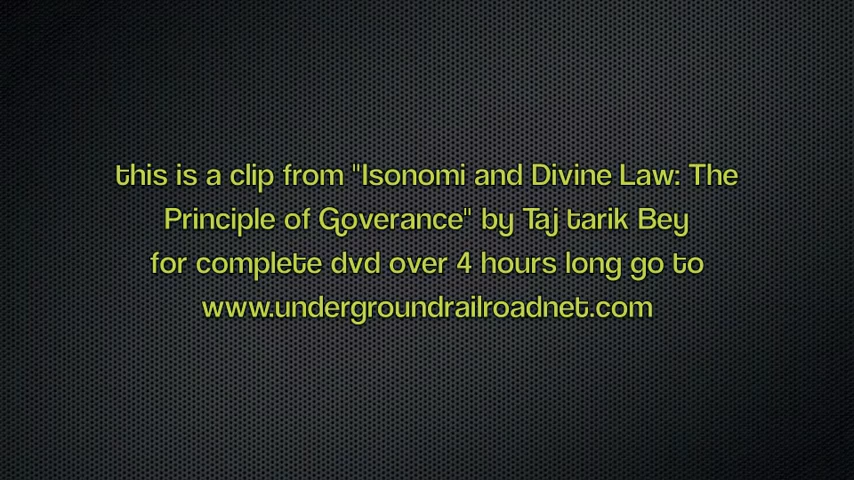 this is a clip from "Isonomi and Divine Law: The
Principle of Goverance" by Taj tarik Bey
for complete dvd over 4 hours long go to
www.undergroundrailroadnet.com